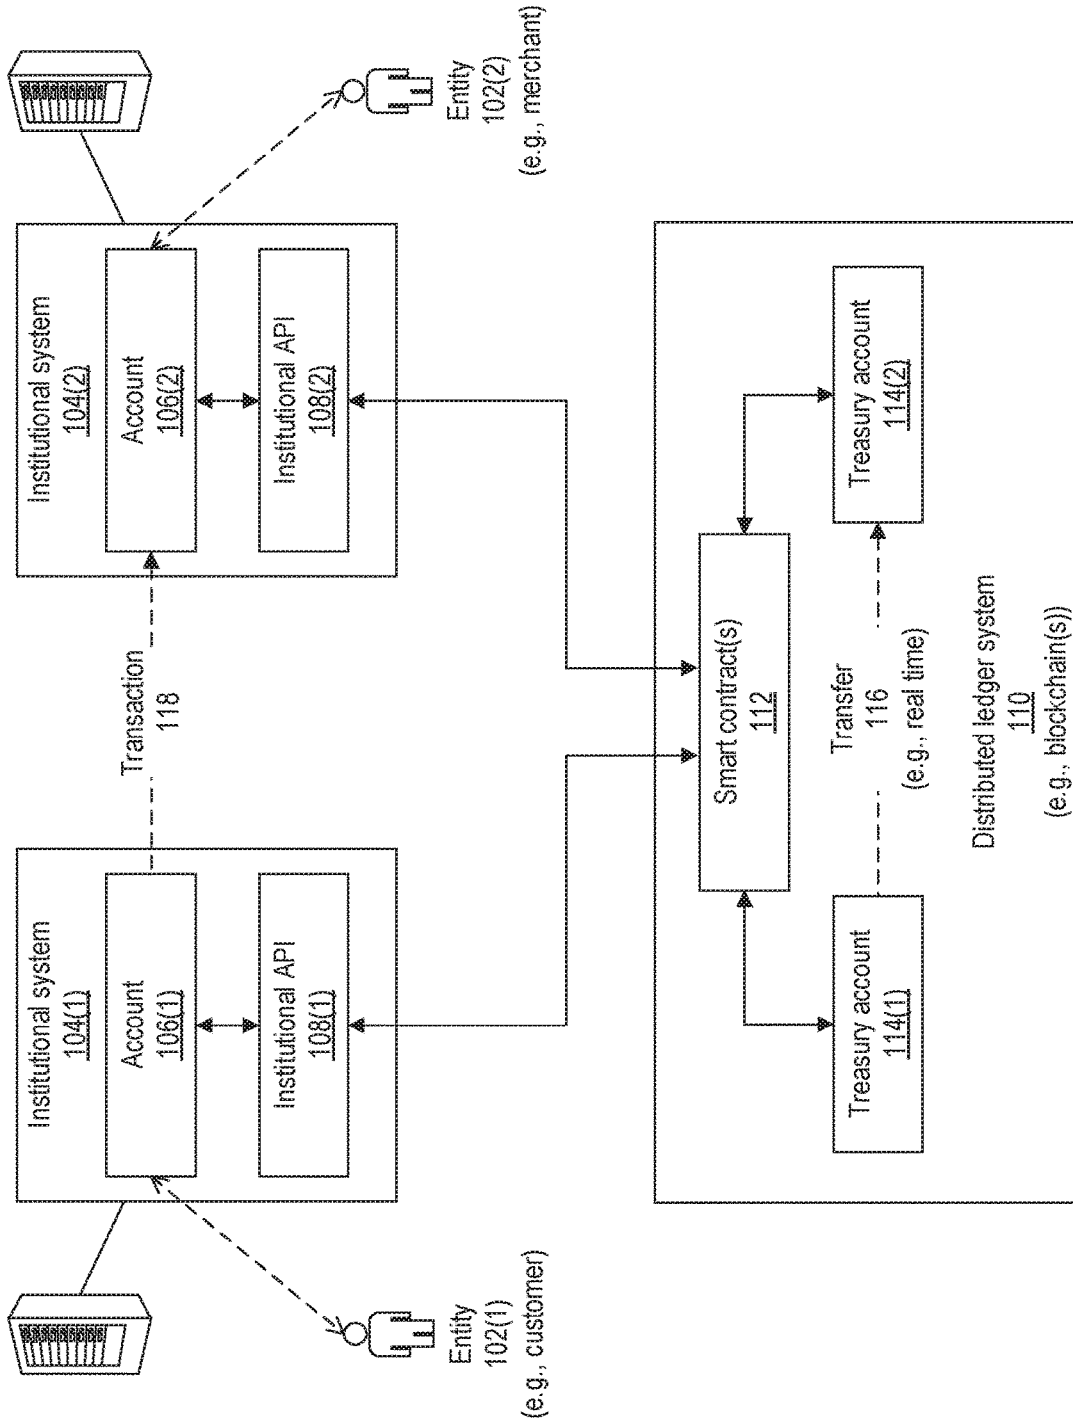 Institutional system
104(1)
Account
106(1)
Institutional API
108(1)
Transaction
118
Institutional system
104(2)
Account
106(2)
Institutional API
108(2)
Entity
102(1)
(e.g., customer)
Entity
102(2)
(e.g., merchant)
Smart contract(s)
112
Treasury account
114(1)
Transfer
116
(e.g., real time)
Treasury account
114(2)
Distributed ledger system
110
(e.g., blockchain(s))